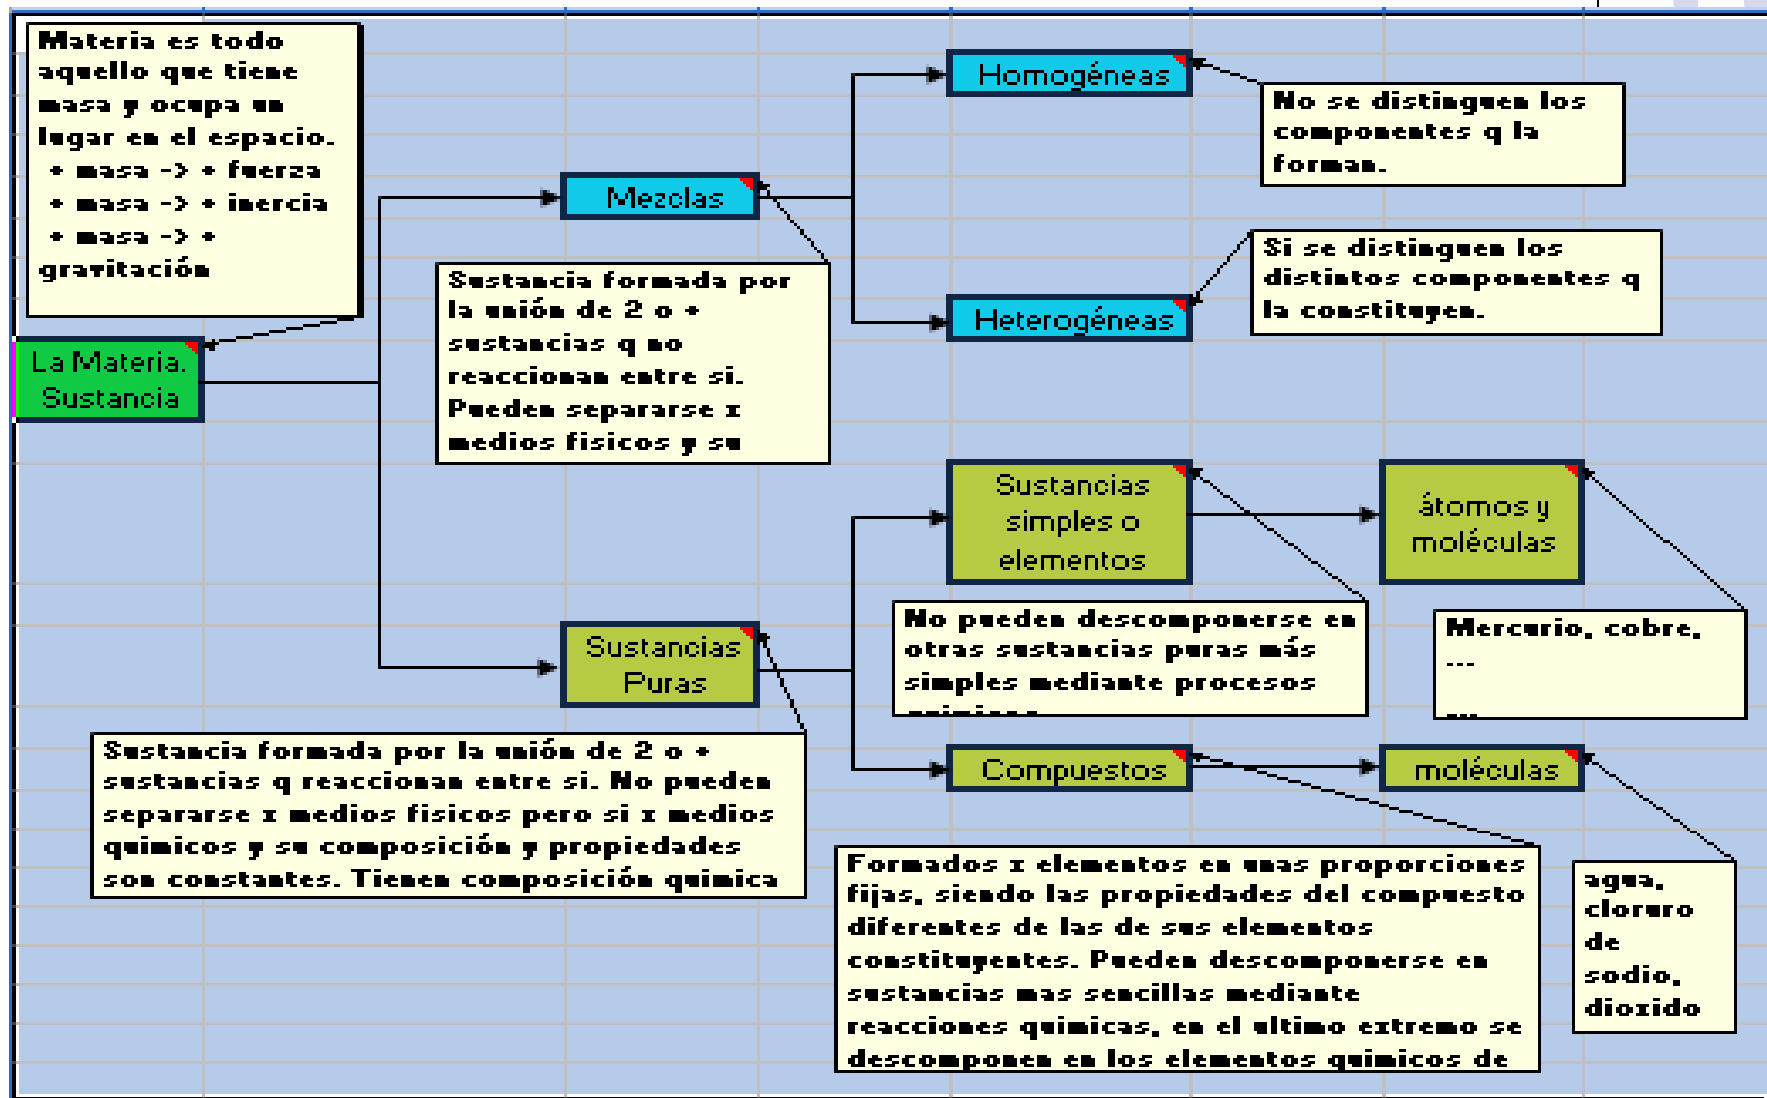 Materia es todo
aquello que tiene
masa y ocupa un
lugar en el espacio.
+ masa -> + fuerza
+ masa -> + inercia
+ masa -> +
gravitación
La Materia.
Sustancia
Mezclas
Sustancia formada por
la unión de 2 o +
sustancias q no
reaccionan entre si.
Pueden separarse x
medios fisicos y su
Homogéneas
No se distinguen los
componentes q la
forman.
Heterogéneas
Si se distinguen los
distintos componentes q
la constituyen.
Sustancias
Puras
Sustancia formada por la unión de 2 o +
sustancias q reaccionan entre si. No pueden
separarse x medios fisicos pero si x medios
quimicos y su composición y propiedades
son constantes. Tienen composición quimica
Sustancias
simples o
elementos
No pueden descomponerse en
otras sustancias puras más
simples mediante procesos
átomos y
moléculas
Mercurio, cobre,
...
...
Compuestos
Formados x elementos en unas proporciones
fijas, siendo las propiedades del compuesto
diferentes de las de sus elementos
constituyentes. Pueden descomponerse en
sustancias mas sencillas mediante
reacciones quimicas, en el ultimo extremo se
descomponen en los elementos quimicos de
moléculas
agua,
cloruro
de
sodio,
dioxido